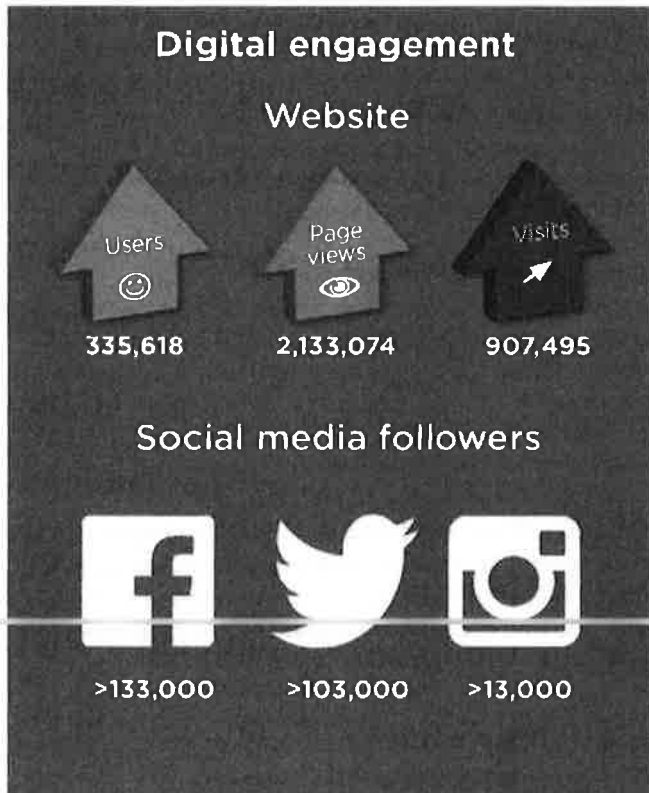 Digital engagement
Website
Users
Page
views
Visits
335,618
2,133,074
907,495
Social media followers
>133,000
>103,000
>13,000